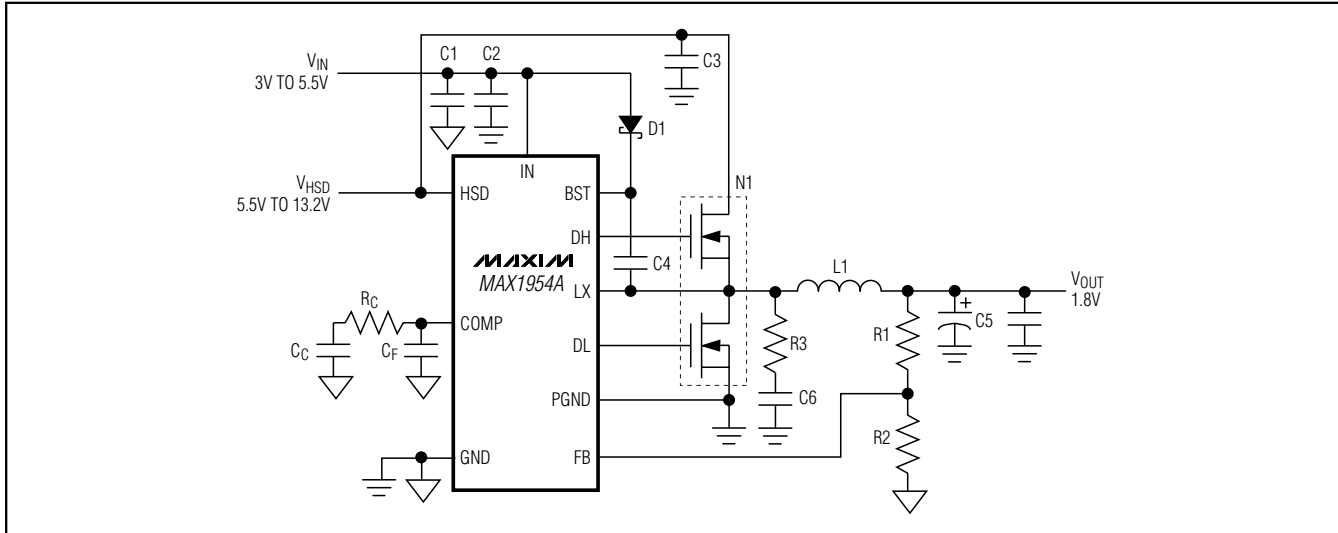 C1
C2
C3
VIN
3V TO 5.5V
D1
IN
VHSD
5.5V TO 13.2V
HSD
BST
N1
DH
MAXIM
MAX1954A
C4
LX
L1
VOUT
1.8V
RC
COMP
CC
CF
DL
R3
R1
C5
+
PGND
C6
R2
GND
FB